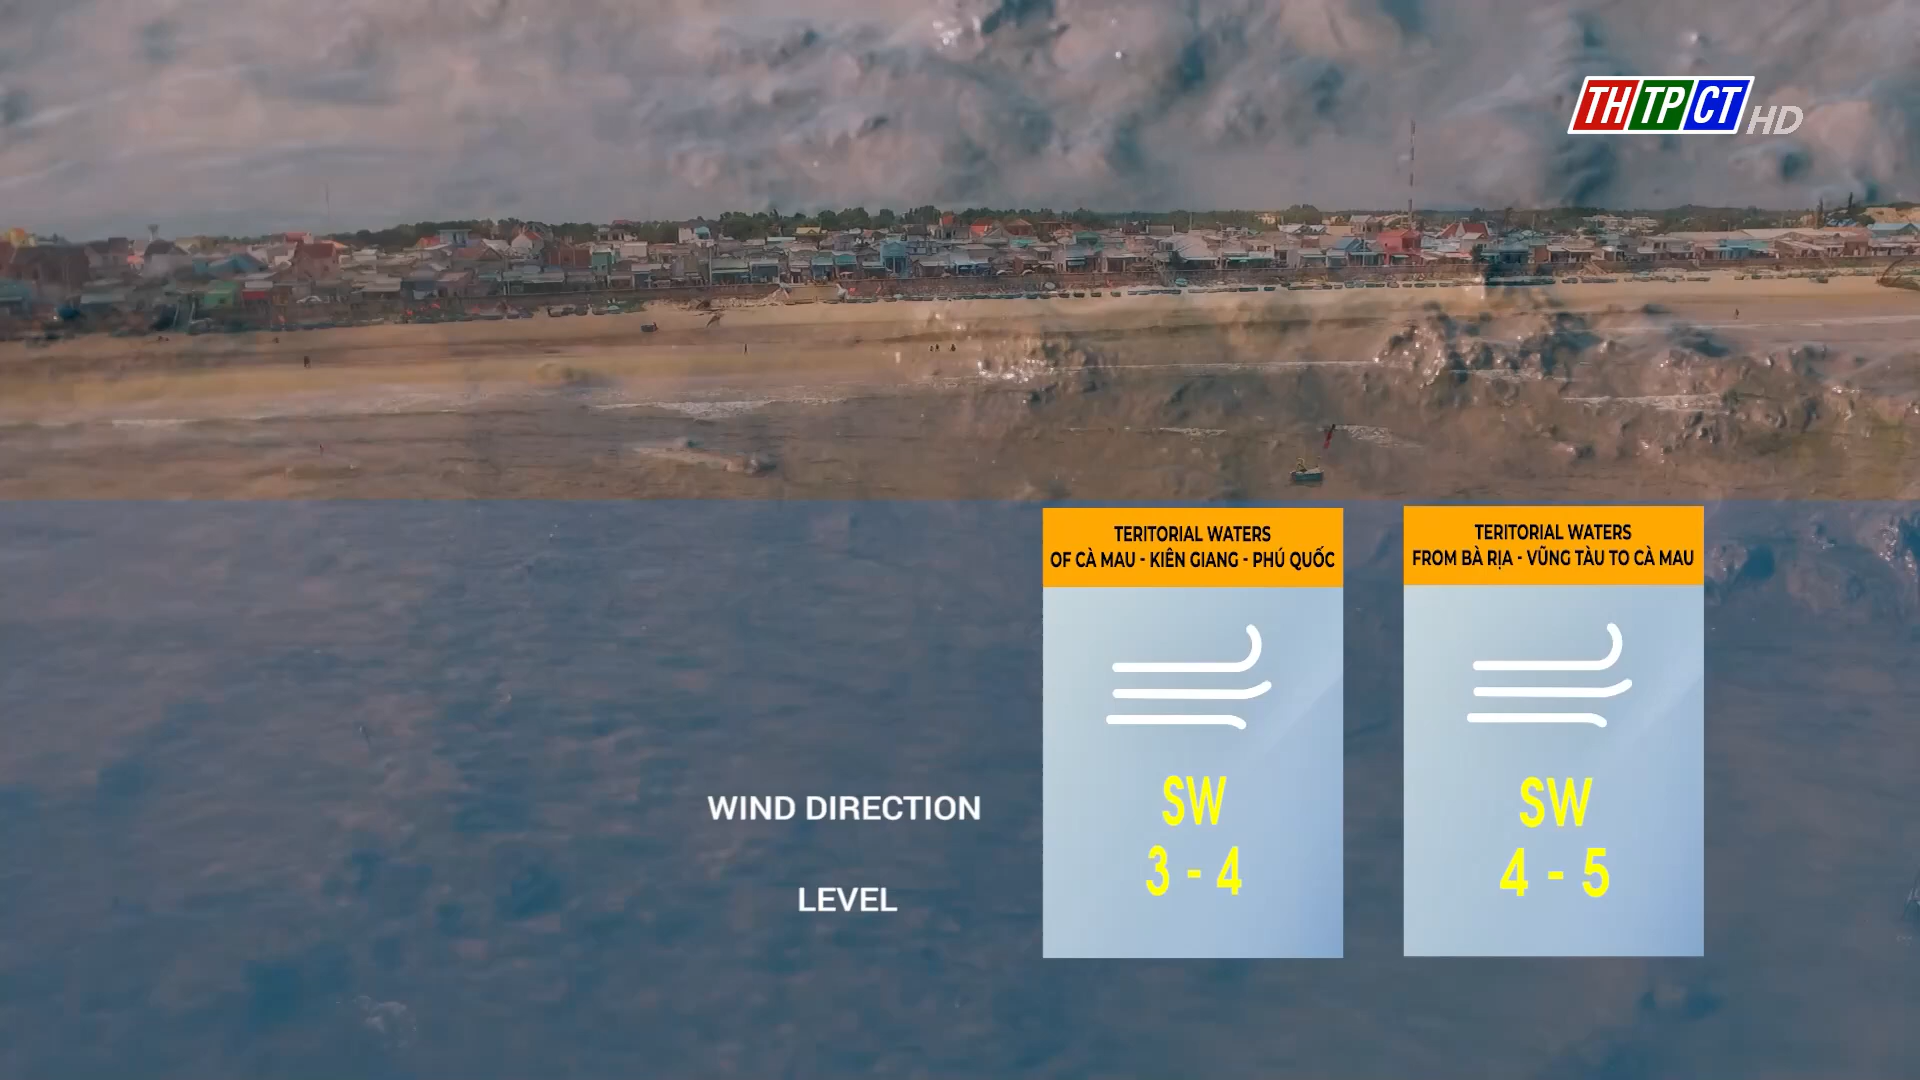 THTPCT HD
TERITORIAL WATERS
OF CÀ MAU - KIÊN GIANG - PHÚ QUỐC
TERITORIAL WATERS
FROM BÀ RỊA - VŨNG TÀU TO CÀ MAU
WIND DIRECTION
SW
SW
LEVEL
3 - 4
4 - 5